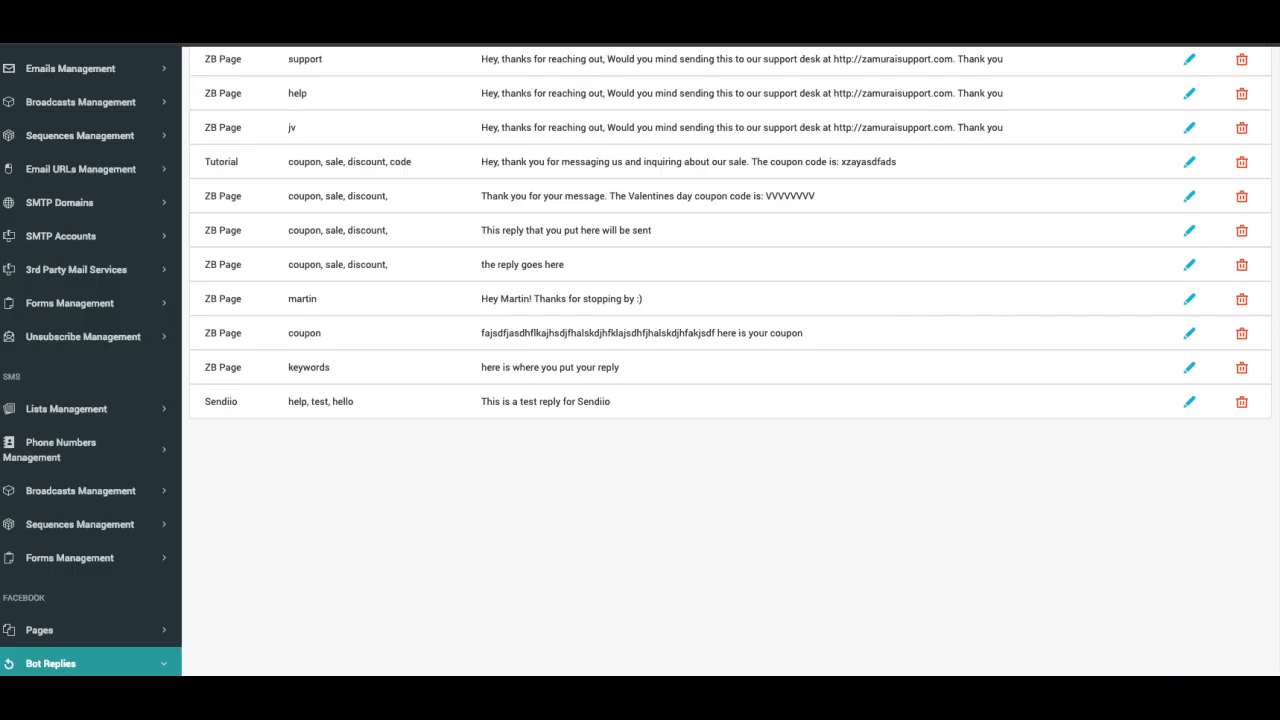 Emails Management
Broadcasts Management
Sequences Management
Email URLs Management
SMTP Domains
SMTP Accounts
3rd Party Mail Services
Forms Management
Unsubscribe Management
SMS
Lists Management
Phone Numbers
Management
Broadcasts Management
Sequences Management
Forms Management
FACEBOOK
Pages
Bot Replies
ZB Page support Hey, thanks for reaching out, Would you mind sending this to our support desk at http://zamuraisupport.com. Thank you
ZB Page help Hey, thanks for reaching out, Would you mind sending this to our support desk at http://zamuraisupport.com. Thank you
ZB Page jv Hey, thanks for reaching out, Would you mind sending this to our support desk at http://zamuraisupport.com. Thank you
Tutorial coupon, sale, discount, code Hey, thank you for messaging us and inquiring about our sale. The coupon code is: xzayasdfads
ZB Page coupon, sale, discount, Thank you for your message. The Valentines day coupon code is: VVVVVVVV
ZB Page coupon, sale, discount, This reply that you put here will be sent
ZB Page coupon, sale, discount, the reply goes here
ZB Page martin Hey Martin! Thanks for stopping by :)
ZB Page coupon fajsdfjasdhflkajhsdjfhalskdjhfklajsdhfjhalskdjhfakjsdf here is your coupon
ZB Page keywords here is where you put your reply
Sendiio help, test, hello This is a test reply for Sendiio